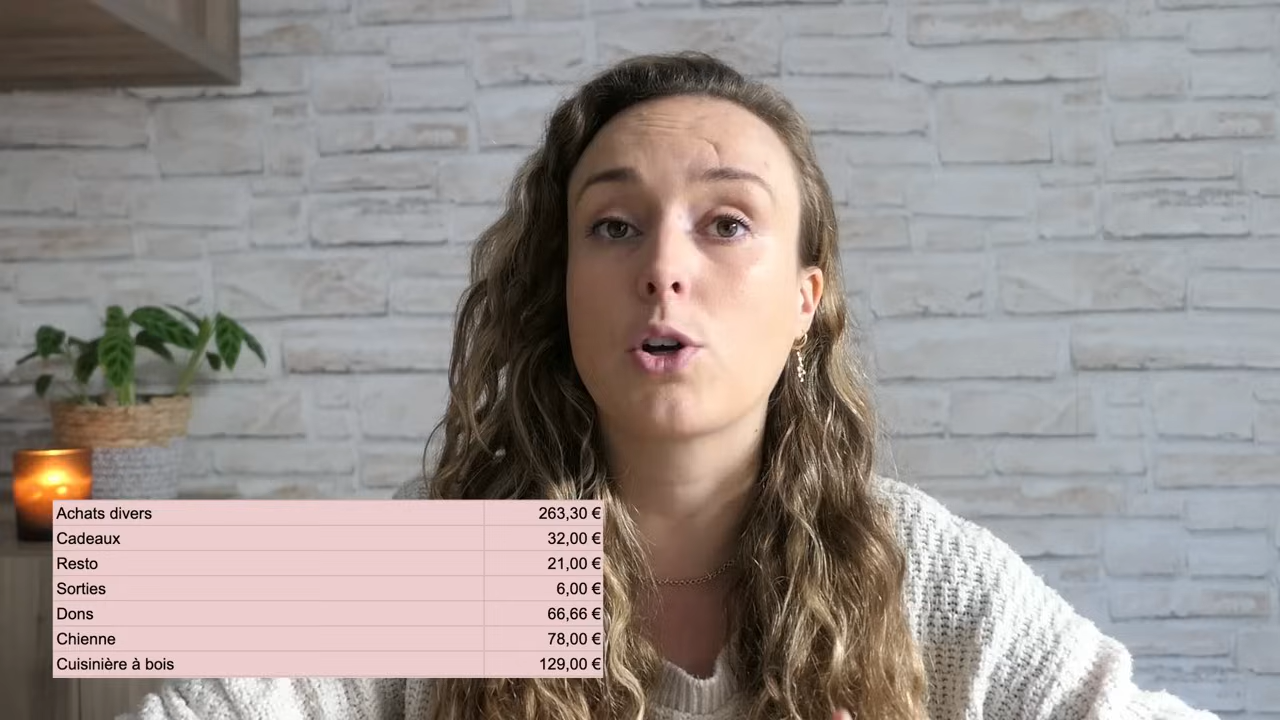 Achats divers 263,30 €
Cadeaux 32,00 €
Resto 21,00 €
Sorties 6,00 €
Dons 66,66 €
Chienne 78,00 €
Cuisinière à bois 129,00 €